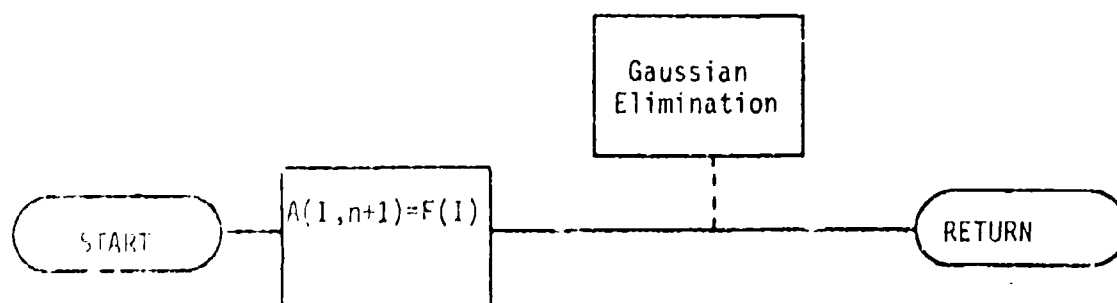 Gaussian
Elimination
A(I,n+1)=F(I)
START
RETURN